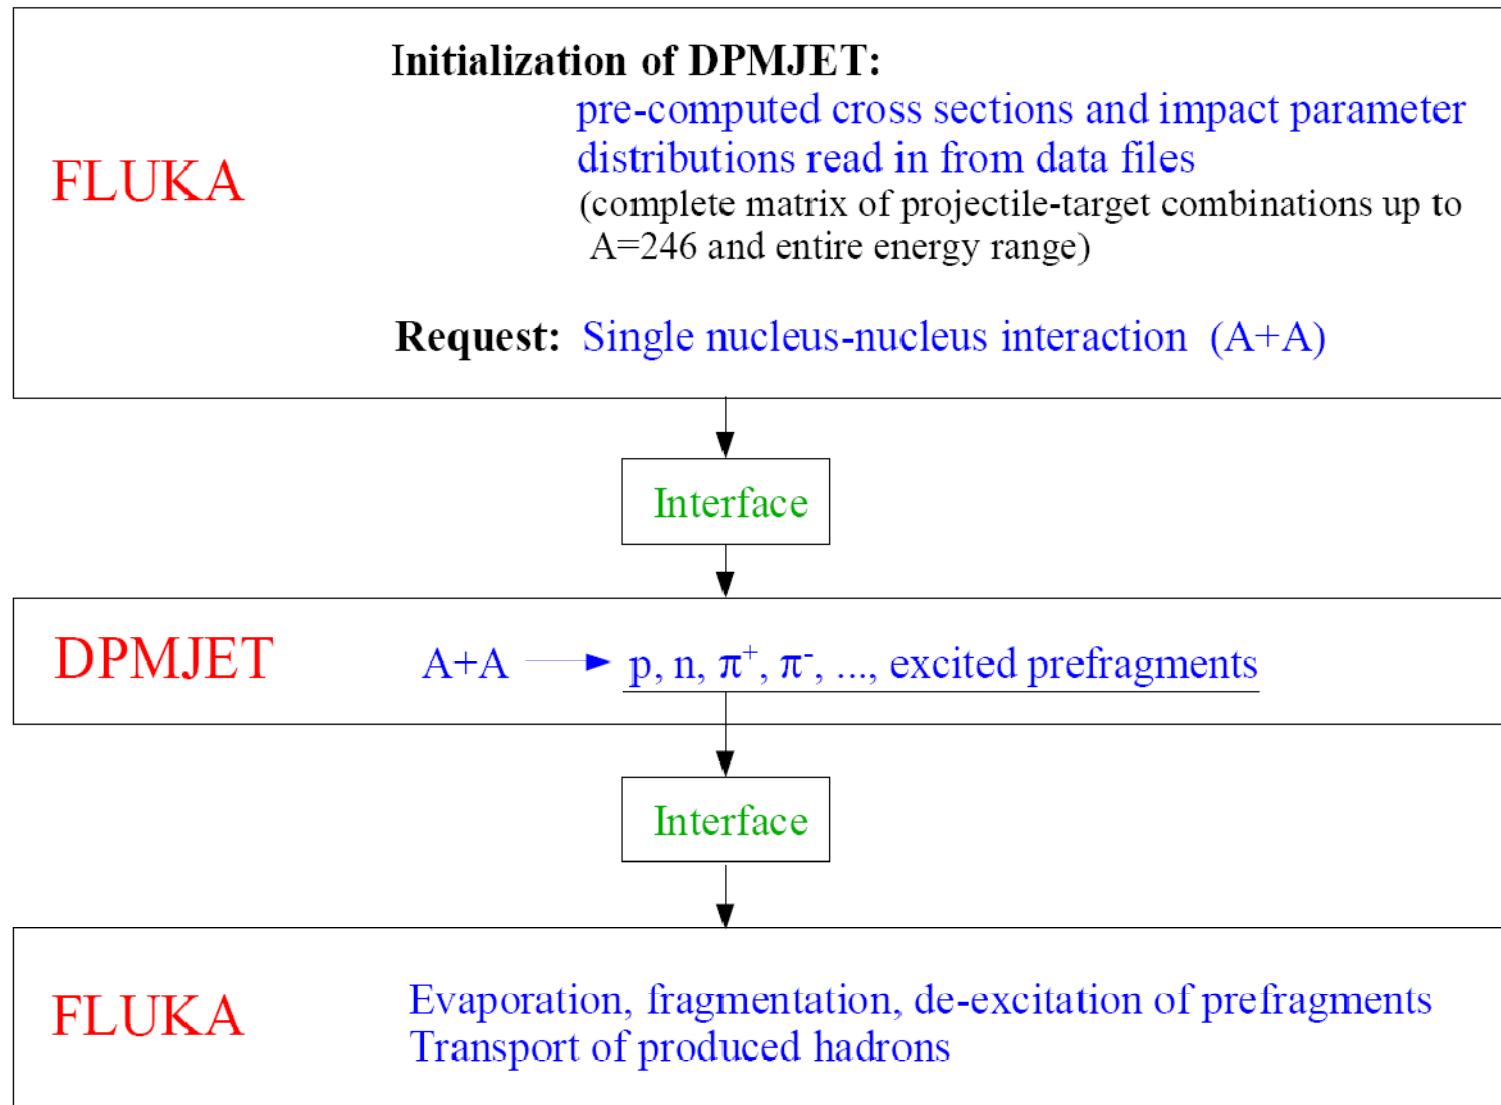 Initialization of DPMJET:
pre-computed cross sections and impact parameter
distributions read in from data files
FLUKA
(complete matrix of projectile-target combinations up to
A=246 and entire energy range)
Request: Single nucleus-nucleus interaction (A+A)
Interface
DPMJET A+A p, n, π⁺, π⁻, ..., excited prefragments
Interface
FLUKA
Evaporation, fragmentation, de-excitation of prefragments
Transport of produced hadrons